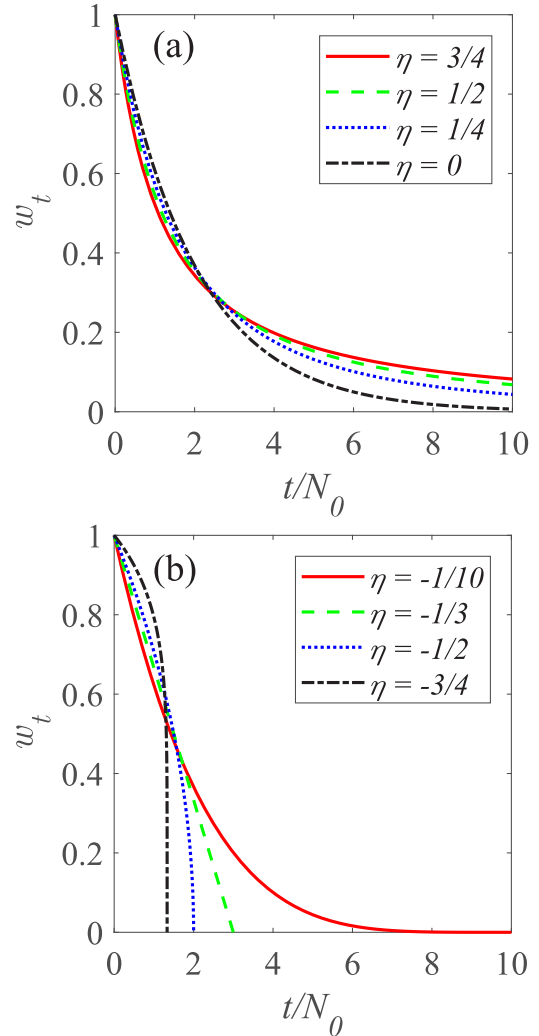 (a)
η = 3/4
η = 1/2
η = 1/4
η = 0
1
0.8
0.6
0.4
0.2
0
w_t
0 2 4 6 8 10
t/N_0
(b)
η = -1/10
η = -1/3
η = -1/2
η = -3/4
1
0.8
0.6
0.4
0.2
0
w_t
0 2 4 6 8 10
t/N_0